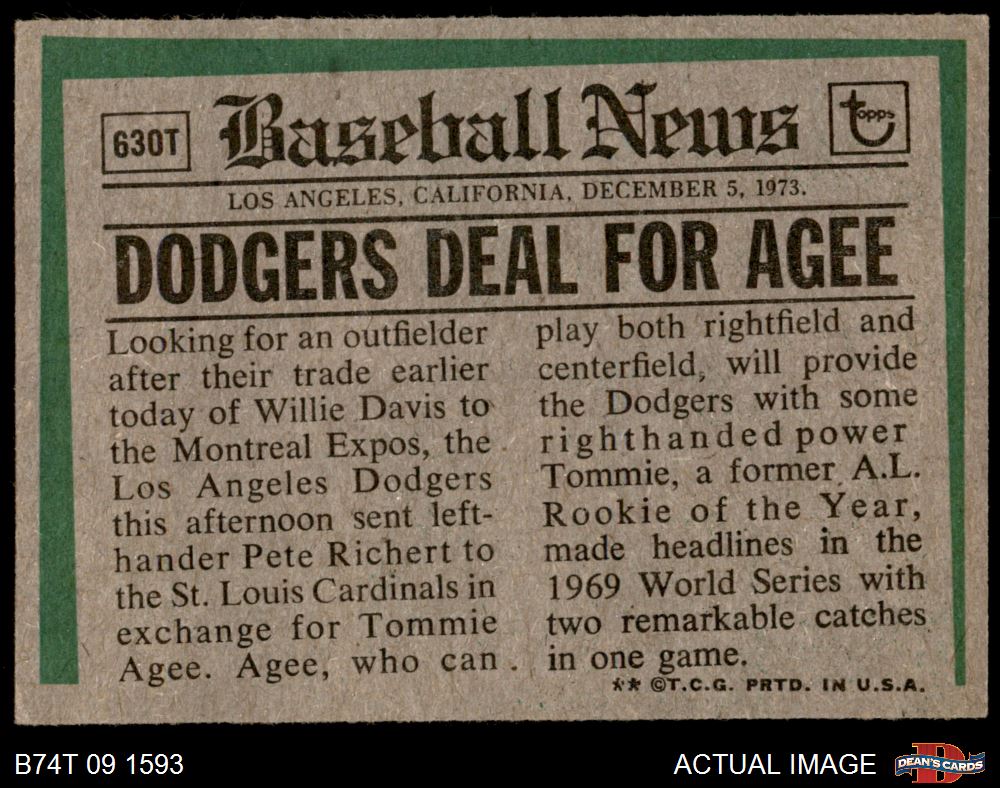 630T
Baseball News
topps
LOS ANGELES, CALIFORNIA, DECEMBER 5, 1973.
DODGERS DEAL FOR AGEE
Looking for an outfielder
after their trade earlier
today of Willie Davis to
the Montreal Expos, the
Los Angeles Dodgers
this afternoon sent left-
hander Pete Richert to
the St. Louis Cardinals in
exchange for Tommie
Agee. Agee, who can
play both rightfield and
centerfield, will provide
the Dodgers with some
righthanded power
Tommie, a former A.L.
Rookie of the Year,
made headlines in the
1969 World Series with
two remarkable catches
in one game.
** ©T.C.G. PRTD. IN U.S.A.
B74T 09 1593
ACTUAL IMAGE
DEAN'S CARDS